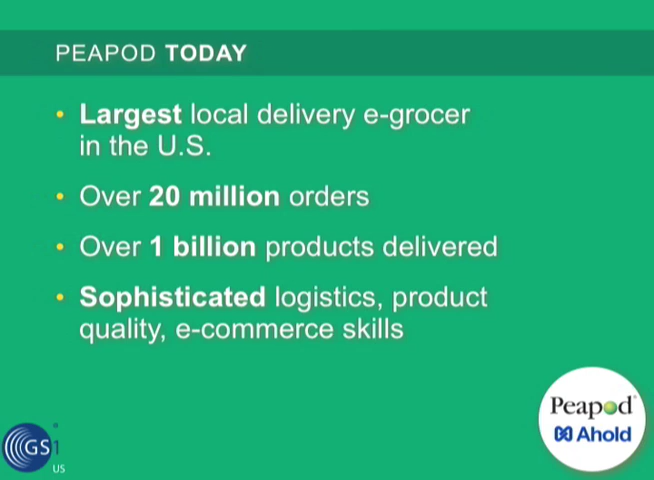 PEAPOD TODAY
• Largest local delivery e-grocer
in the U.S.
• Over 20 million orders
• Over 1 billion products delivered
• Sophisticated logistics, product
quality, e-commerce skills
Peapod
Ahold
GS1
US